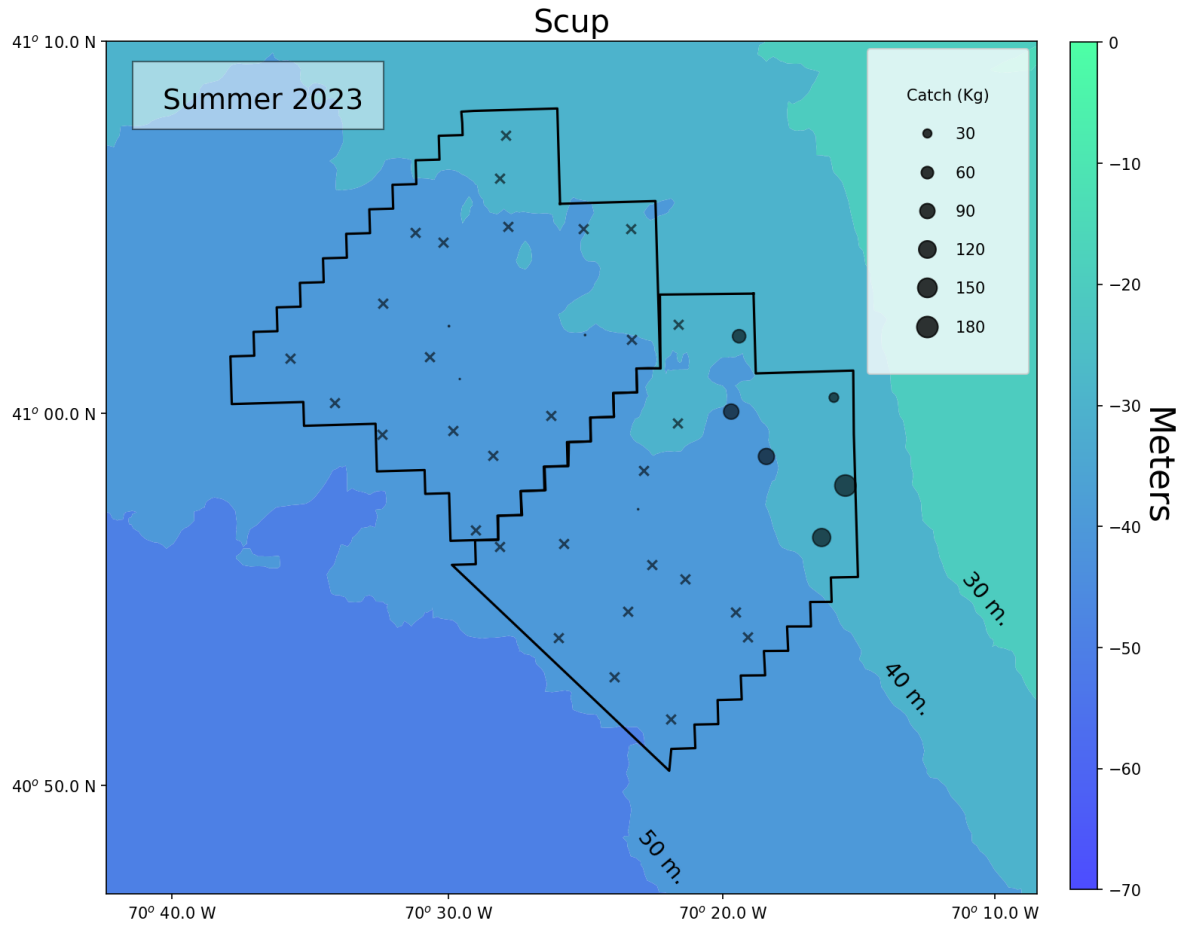 Scup
41° 10.0 N
41° 00.0 N
40° 50.0 N
Summer 2023
Catch (Kg)
30
60
90
120
150
180
30 m.
40 m.
50 m.
70° 40.0 W
70° 30.0 W
70° 20.0 W
70° 10.0 W
0
−10
−20
−30
−40
−50
−60
−70
Meters